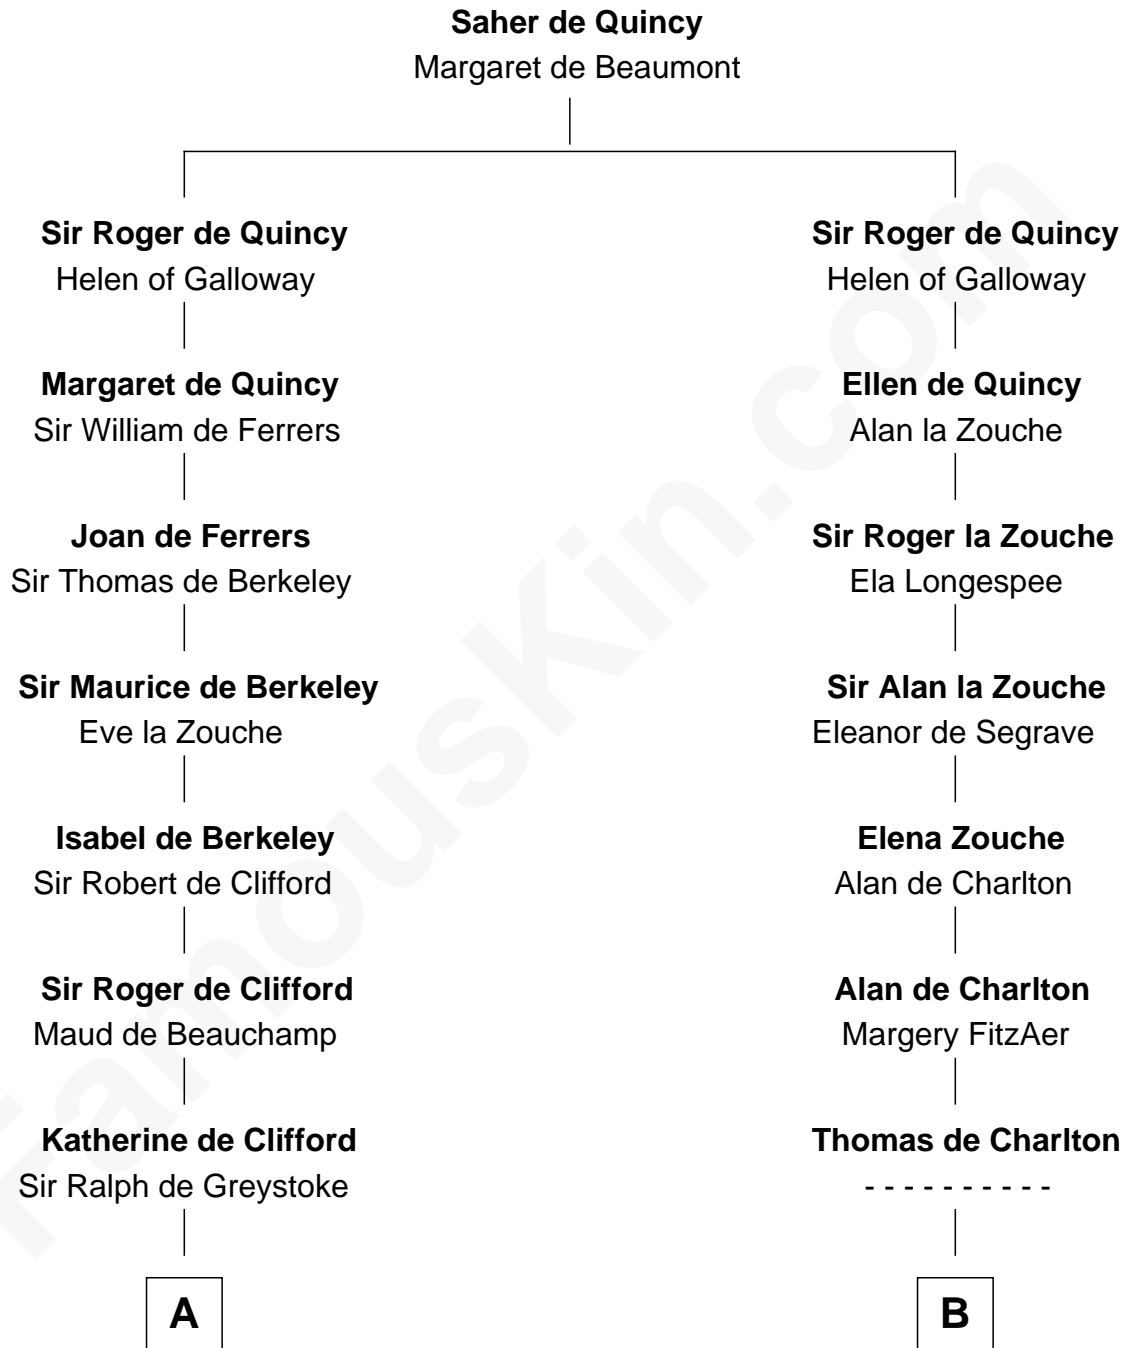 Saher de Quincy
Margaret de Beaumont
Sir Roger de Quincy
Helen of Galloway
Sir Roger de Quincy
Helen of Galloway
Margaret de Quincy
Sir William de Ferrers
Ellen de Quincy
Alan la Zouche
Joan de Ferrers
Sir Thomas de Berkeley
Sir Roger la Zouche
Ela Longespee
Sir Maurice de Berkeley
Eve la Zouche
Sir Alan la Zouche
Eleanor de Segrave
Isabel de Berkeley
Sir Robert de Clifford
Elena Zouche
Alan de Charlton
Sir Roger de Clifford
Maud de Beauchamp
Alan de Charlton
Margery FitzAer
Katherine de Clifford
Sir Ralph de Greystoke
Thomas de Charlton
- - - - - - - - - -
A
B
FamousKin.com